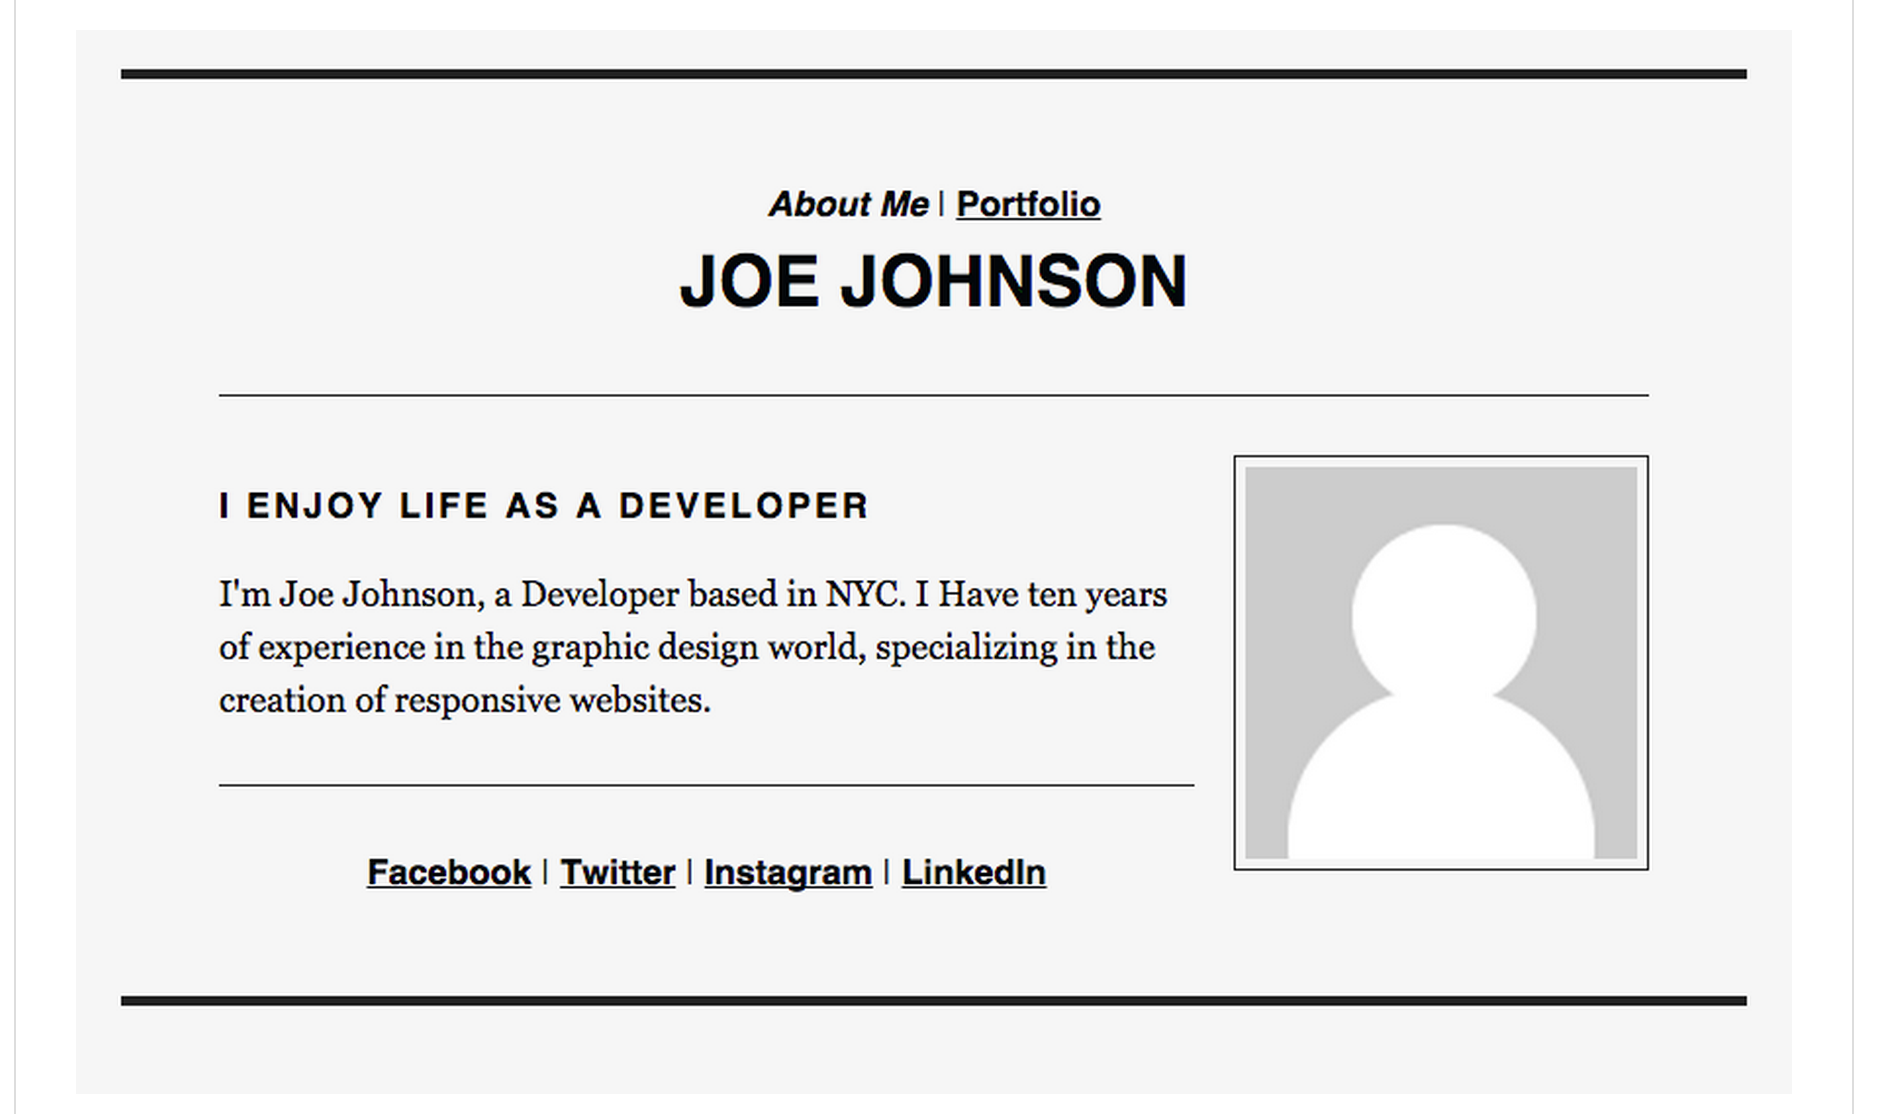 About Me | Portfolio
JOE JOHNSON
I ENJOY LIFE AS A DEVELOPER
I'm Joe Johnson, a Developer based in NYC. I Have ten years
of experience in the graphic design world, specializing in the
creation of responsive websites.
Facebook | Twitter | Instagram | LinkedIn